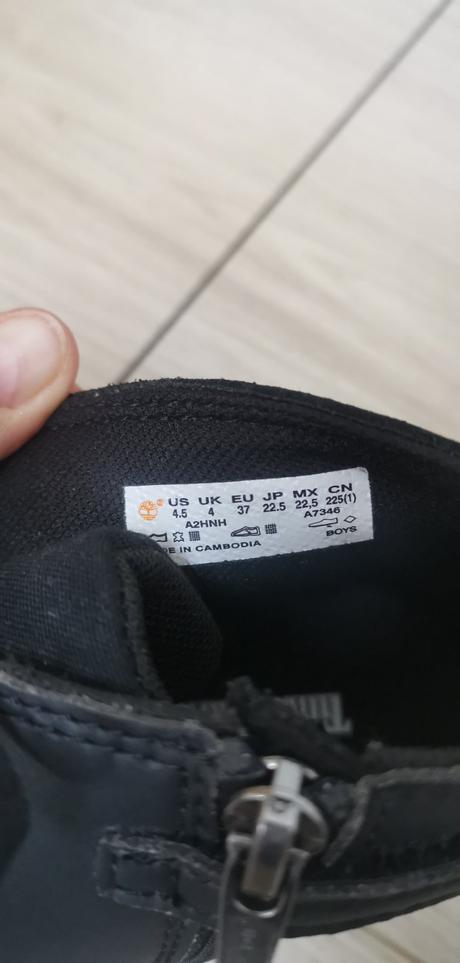 US UK EU JP MX CN
4.5 4 37 22.5 22,5 225(1)
A2HNH A7346
IN CAMBODIA
BOYS